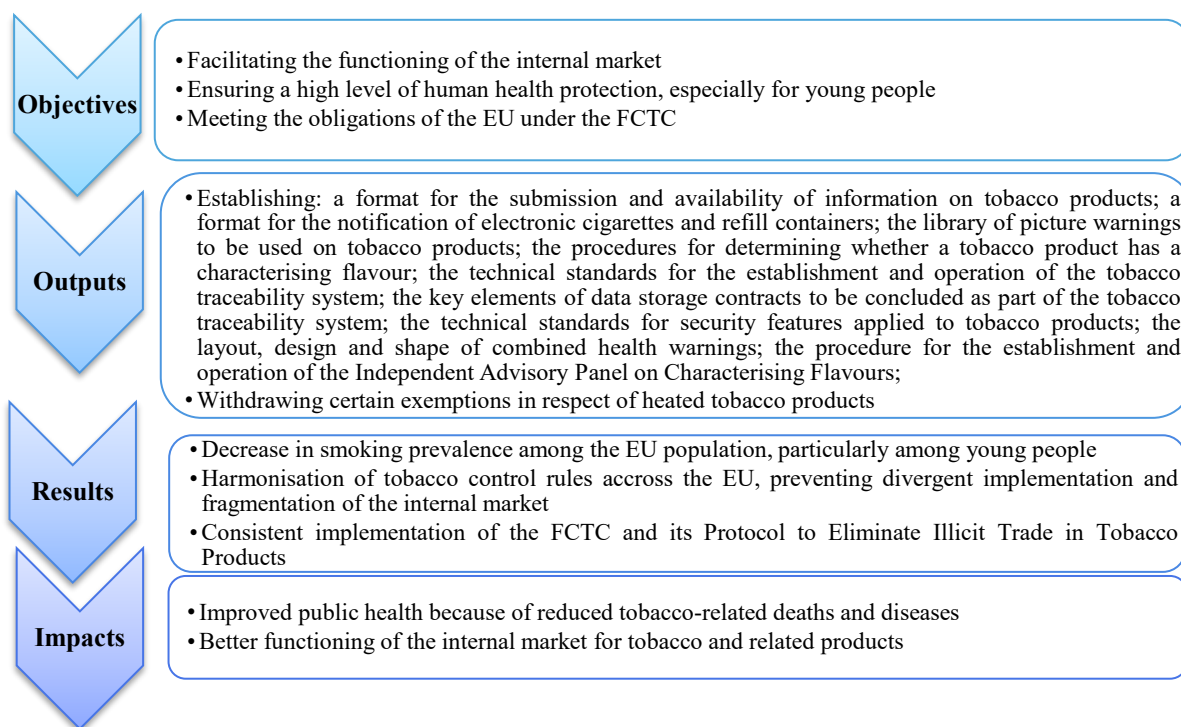 Objectives
• Facilitating the functioning of the internal market
• Ensuring a high level of human health protection, especially for young people
• Meeting the obligations of the EU under the FCTC
Outputs
• Establishing: a format for the submission and availability of information on tobacco products; a
format for the notification of electronic cigarettes and refill containers; the library of picture warnings
to be used on tobacco products; the procedures for determining whether a tobacco product has a
characterising flavour; the technical standards for the establishment and operation of the tobacco
traceability system; the key elements of data storage contracts to be concluded as part of the tobacco
traceability system; the technical standards for security features applied to tobacco products; the
layout, design and shape of combined health warnings; the procedure for the establishment and
operation of the Independent Advisory Panel on Characterising Flavours;
• Withdrawing certain exemptions in respect of heated tobacco products
Results
• Decrease in smoking prevalence among the EU population, particularly among young people
• Harmonisation of tobacco control rules accross the EU, preventing divergent implementation and
fragmentation of the internal market
• Consistent implementation of the FCTC and its Protocol to Eliminate Illicit Trade in Tobacco
Products
Impacts
• Improved public health because of reduced tobacco-related deaths and diseases
• Better functioning of the internal market for tobacco and related products